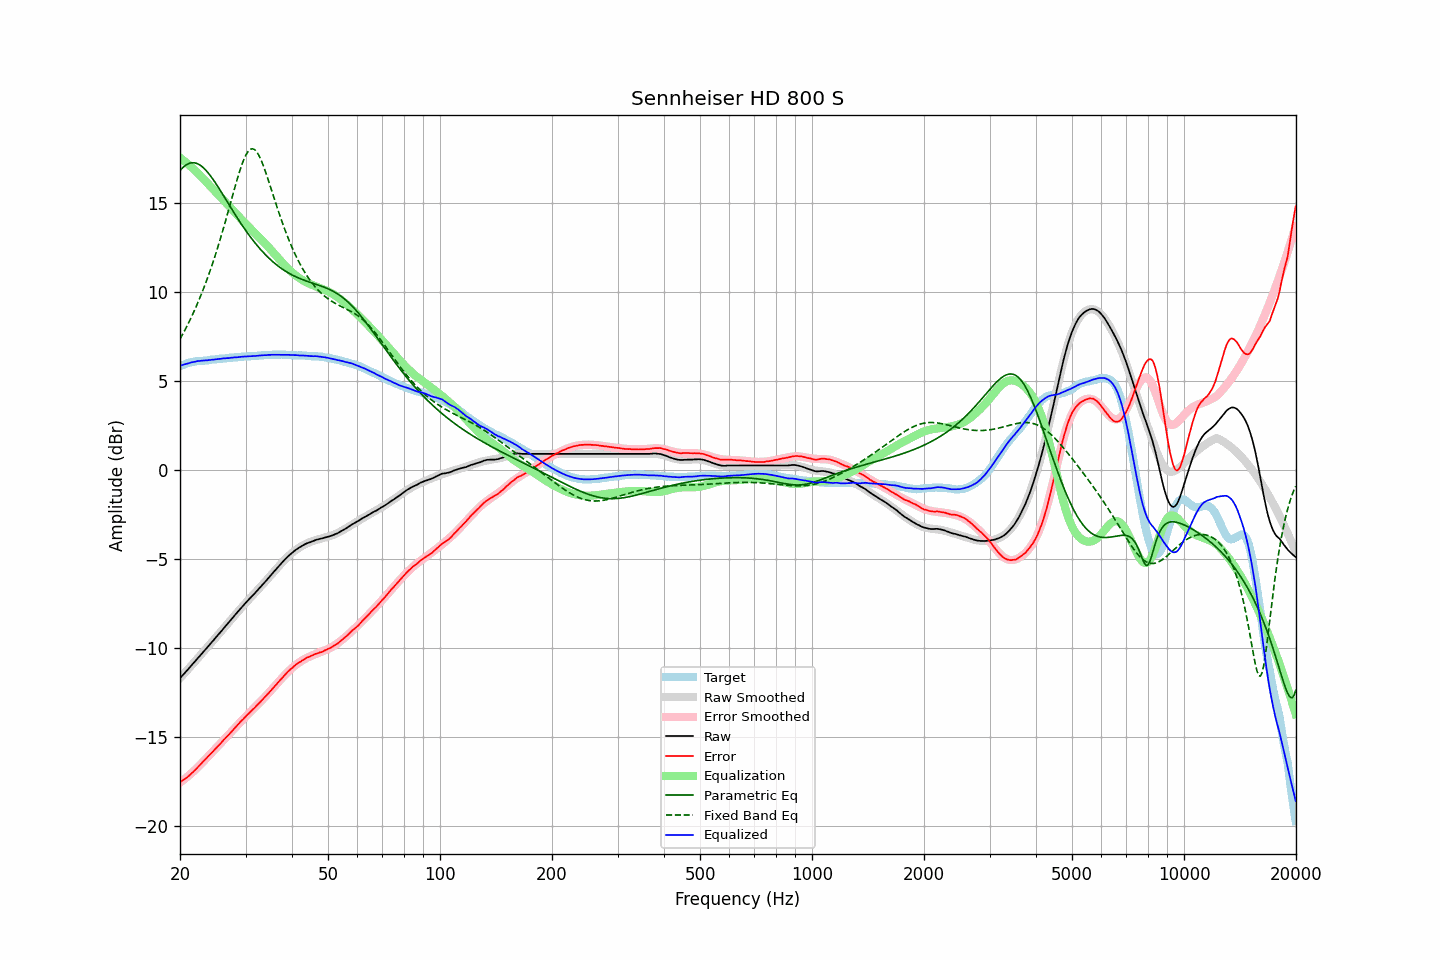 Sennheiser HD 800 S
Amplitude (dBr)
15
10
5
0
−5
−10
−15
−20
Target
Raw Smoothed
Error Smoothed
Raw
Error
Equalization
Parametric Eq
Fixed Band Eq
Equalized
20 50 100 200 500 1000 2000 5000 10000 20000
Frequency (Hz)